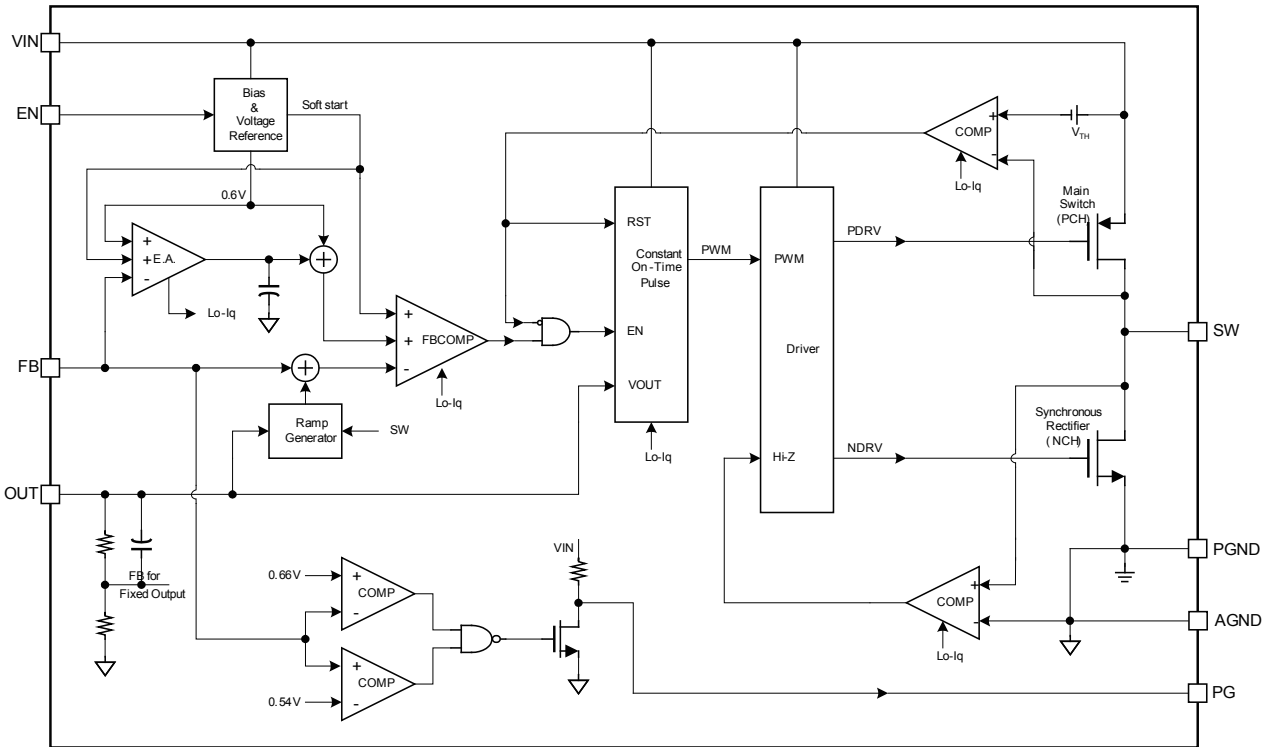 VIN
EN
Bias
&
Voltage
Reference
Soft start
0.6V
+
+
-
E.A.
Lo-Iq
+
+
+
-
FBCOMP
Lo-Iq
FB
+
Ramp
Generator
SW
OUT
FB for
Fixed Output
RST
Constant
On-Time
Pulse
EN
VOUT
Lo-Iq
PWM
PWM
Driver
Hi-Z
PDRV
NDRV
+
-
COMP
Lo-Iq
VTH
Main
Switch
(PCH)
SW
Synchronous
Rectifier
(NCH)
+
-
COMP
Lo-Iq
PGND
AGND
0.66V
+
-
COMP
+
-
COMP
0.54V
VIN
PG